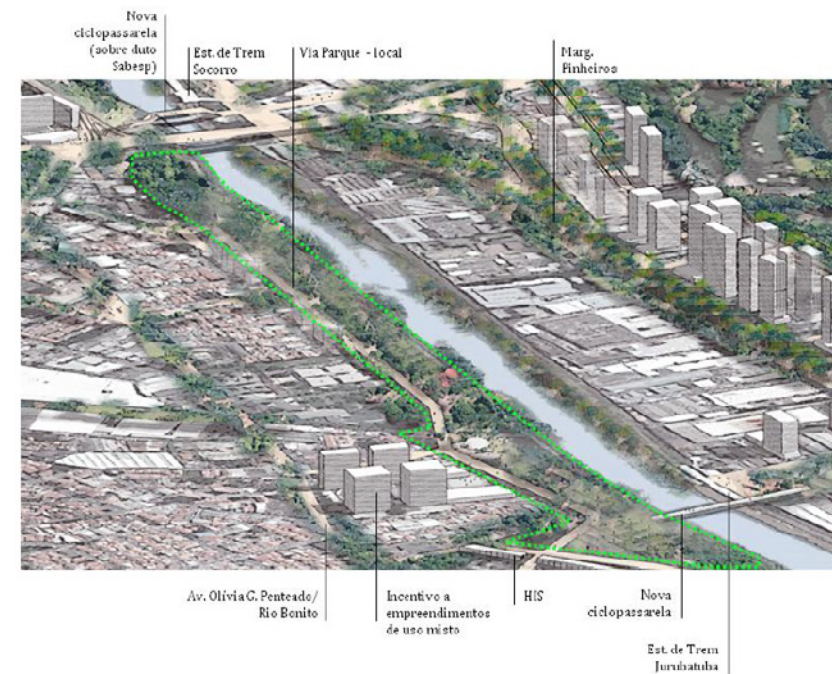 Nova
ciclopassarela
(sobre duto
Sabesp)
Est. de Trem
Socorro
Via Parque - local
Marg.
Pinheiros
Av. Olívia G. Penteado/
Rio Bonito
Incentivo a
empreendimentos
de uso misto
HIS
Nova
ciclopassarela
Est. de Trem
Jurubatuba